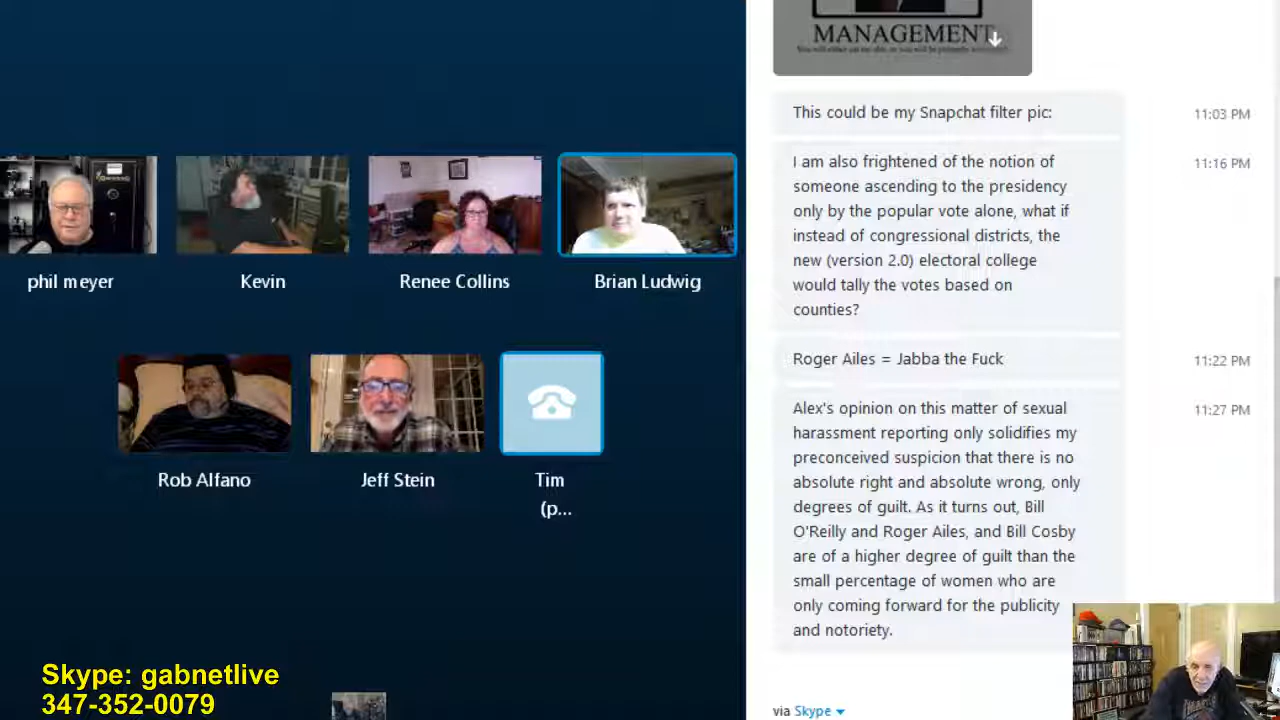 MANAGEMENT
This could be my Snapchat filter pic:
11:03 PM
I am also frightened of the notion of
11:16 PM
someone ascending to the presidency
only by the popular vote alone, what if
instead of congressional districts, the
new (version 2.0) electoral college
would tally the votes based on
counties?
Roger Ailes = Jabba the Fuck
11:22 PM
Alex's opinion on this matter of sexual
11:27 PM
harassment reporting only solidifies my
preconceived suspicion that there is no
absolute right and absolute wrong, only
degrees of guilt. As it turns out, Bill
O'Reilly and Roger Ailes, and Bill Cosby
are of a higher degree of guilt than the
small percentage of women who are
only coming forward for the publicity
and notoriety.
via Skype
phil meyer
Kevin
Renee Collins
Brian Ludwig
Rob Alfano
Jeff Stein
Tim
(p...
Skype: gabnetlive
347-352-0079